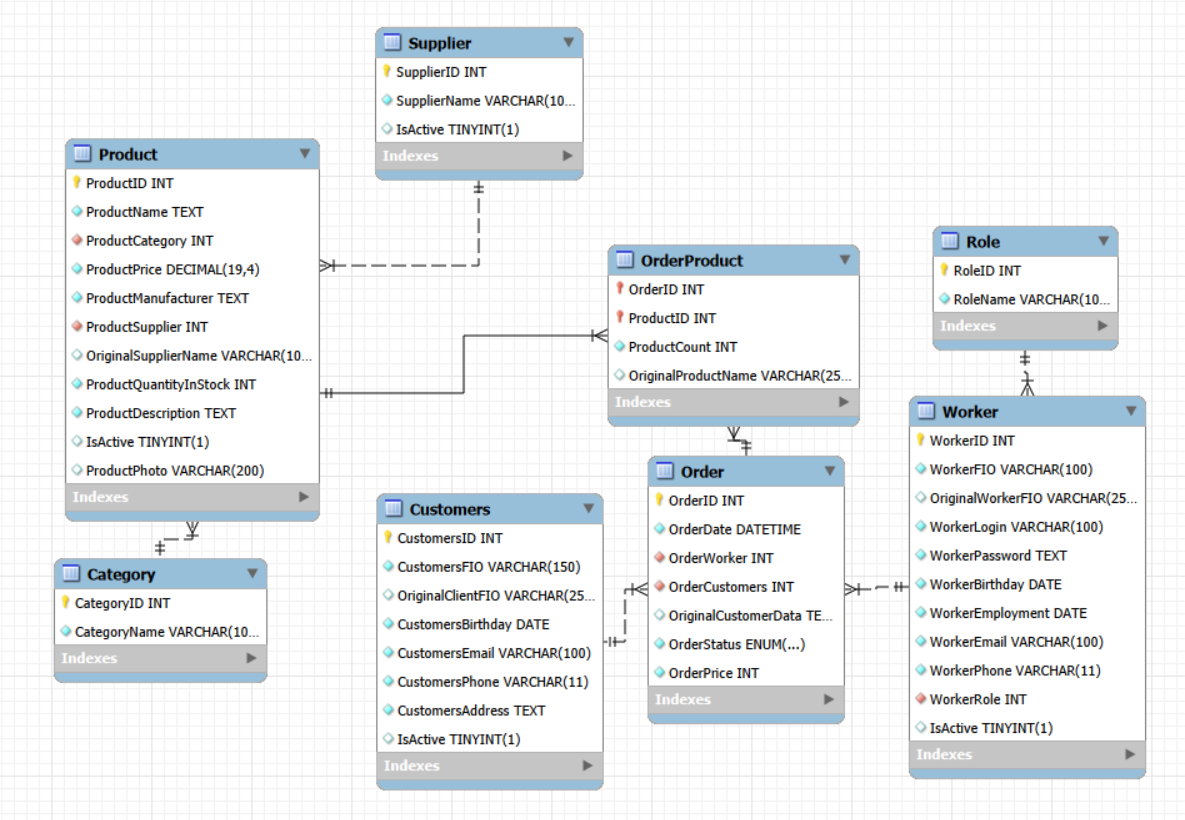 Supplier
SupplierID INT
SupplierName VARCHAR(10...
IsActive TINYINT(1)
Indexes
Product
ProductID INT
ProductName TEXT
ProductCategory INT
ProductPrice DECIMAL(19,4)
ProductManufacturer TEXT
ProductSupplier INT
OriginalSupplierName VARCHAR(10...
ProductQuantityInStock INT
ProductDescription TEXT
IsActive TINYINT(1)
ProductPhoto VARCHAR(200)
Indexes
OrderProduct
OrderID INT
ProductID INT
ProductCount INT
OriginalProductName VARCHAR(25...
Indexes
Role
RoleID INT
RoleName VARCHAR(10...
Indexes
Worker
WorkerID INT
WorkerFIO VARCHAR(100)
OriginalWorkerFIO VARCHAR(25...
WorkerLogin VARCHAR(100)
WorkerPassword TEXT
WorkerBirthday DATE
WorkerEmployment DATE
WorkerEmail VARCHAR(100)
WorkerPhone VARCHAR(11)
WorkerRole INT
IsActive TINYINT(1)
Indexes
Order
OrderID INT
OrderDate DATETIME
OrderWorker INT
OrderCustomers INT
OriginalCustomerData TE...
OrderStatus ENUM(...)
OrderPrice INT
Indexes
Customers
CustomersID INT
CustomersFIO VARCHAR(150)
OriginalClientFIO VARCHAR(25...
CustomersBirthday DATE
CustomersEmail VARCHAR(100)
CustomersPhone VARCHAR(11)
CustomersAddress TEXT
IsActive TINYINT(1)
Indexes
Category
CategoryID INT
CategoryName VARCHAR(10...
Indexes